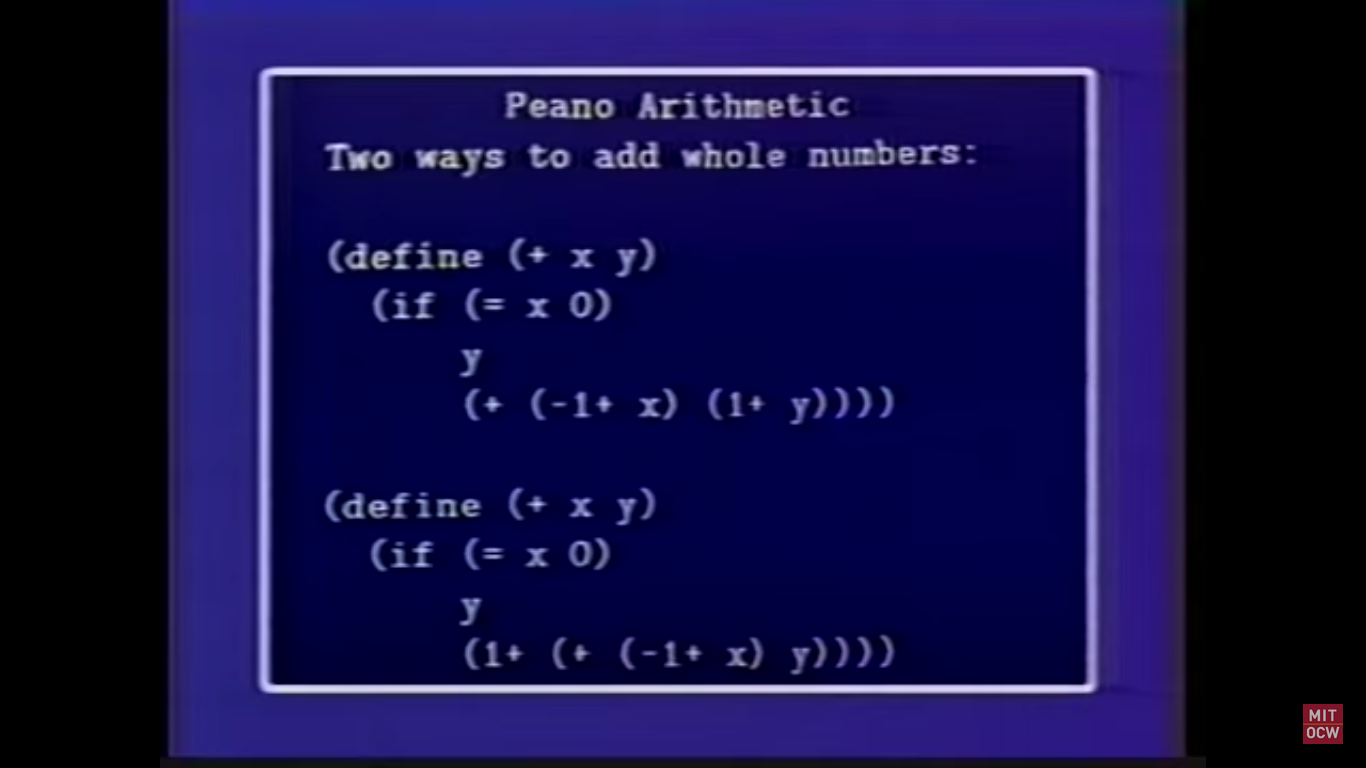 Peano Arithmetic
Two ways to add whole numbers:
(define (+ x y)
(if (= x 0)
y
(+ (-1+ x) (1+ y))))
(define (+ x y)
(if (= x 0)
y
(1+ (+ (-1+ x) y))))
MIT
OCW